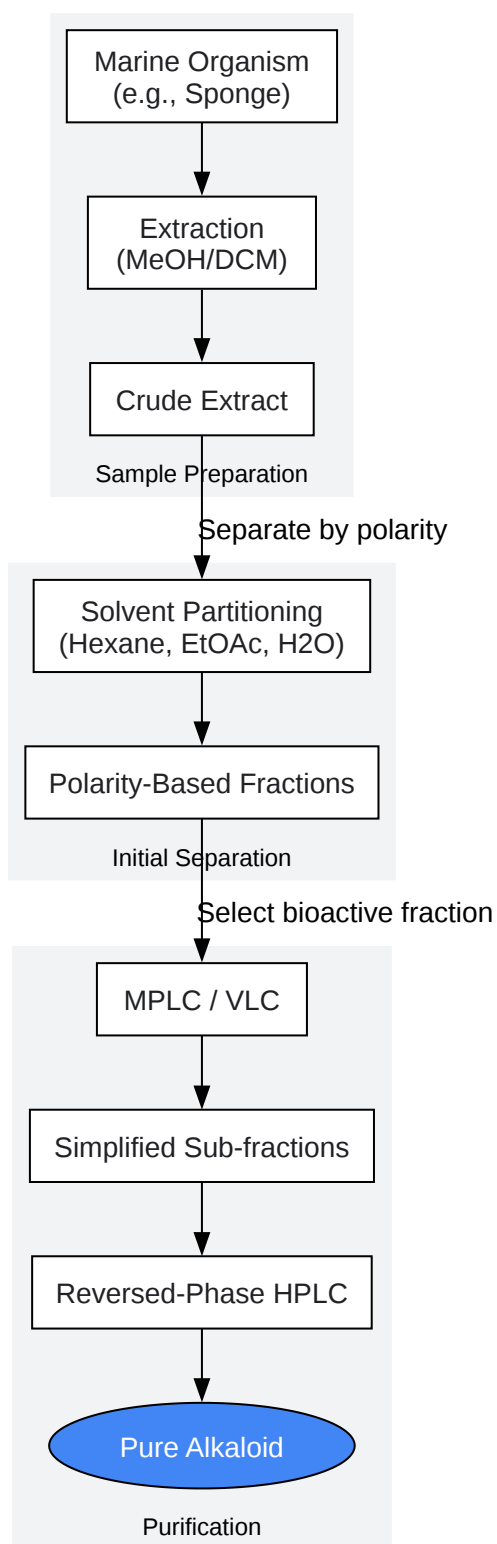 Marine Organism
(e.g., Sponge)
Extraction
(MeOH/DCM)
Crude Extract
Sample Preparation
Separate by polarity
Solvent Partitioning
(Hexane, EtOAc, H2O)
Polarity-Based Fractions
Initial Separation
Select bioactive fraction
MPLC / VLC
Simplified Sub-fractions
Reversed-Phase HPLC
Pure Alkaloid
Purification